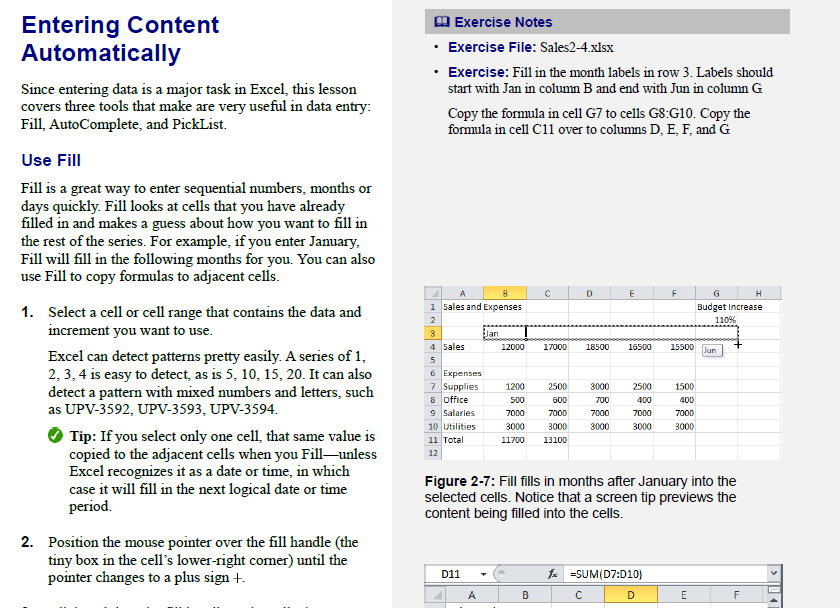 Entering Content
Automatically
Since entering data is a major task in Excel, this lesson
covers three tools that make are very useful in data entry:
Fill, AutoComplete, and PickList.
Use Fill
Fill is a great way to enter sequential numbers, months or
days quickly. Fill looks at cells that you have already
filled in and makes a guess about how you want to fill in
the rest of the series. For example, if you enter January,
Fill will fill in the following months for you. You can also
use Fill to copy formulas to adjacent cells.
1. Select a cell or cell range that contains the data and
increment you want to use.
Excel can detect patterns pretty easily. A series of 1,
2, 3, 4 is easy to detect, as is 5, 10, 15, 20. It can also
detect a pattern with mixed numbers and letters, such
as UPV-3592, UPV-3593, UPV-3594.
Tip: If you select only one cell, that same value is
copied to the adjacent cells when you Fill—unless
Excel recognizes it as a date or time, in which
case it will fill in the next logical date or time
period.
2. Position the mouse pointer over the fill handle (the
tiny box in the cell's lower-right corner) until the
pointer changes to a plus sign +.
Exercise Notes
• Exercise File: Sales2-4.xlsx
• Exercise: Fill in the month labels in row 3. Labels should
start with Jan in column B and end with Jun in column G.
Copy the formula in cell G7 to cells G8:G10. Copy the
formula in cell C11 over to columns D, E, F, and G.
A B C D E F G H
1 Sales and Expenses Budget Increase
2 110%
3 Jan
4 Sales 12000 17000 18500 16500 15500 Jun
5
6 Expenses
7 Supplies 1200 2500 3000 2500 1500
8 Office 500 600 700 400 400
9 Salaries 7000 7000 7000 7000 7000
10 Utilities 3000 3000 3000 3000 3000
11 Total 11700 13100
12
Figure 2-7: Fill fills in months after January into the
selected cells. Notice that a screen tip previews the
content being filled into the cells.
D11 fx =SUM(D7:D10)
A B C D E F